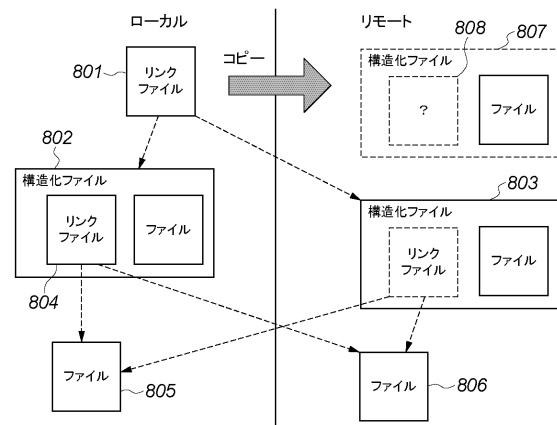 ローカル
リモート
801
リンク
ファイル
コピー
808
807
構造化ファイル
?
ファイル
802
構造化ファイル
リンク
ファイル
ファイル
804
803
構造化ファイル
リンク
ファイル
ファイル
ファイル
805
ファイル
806